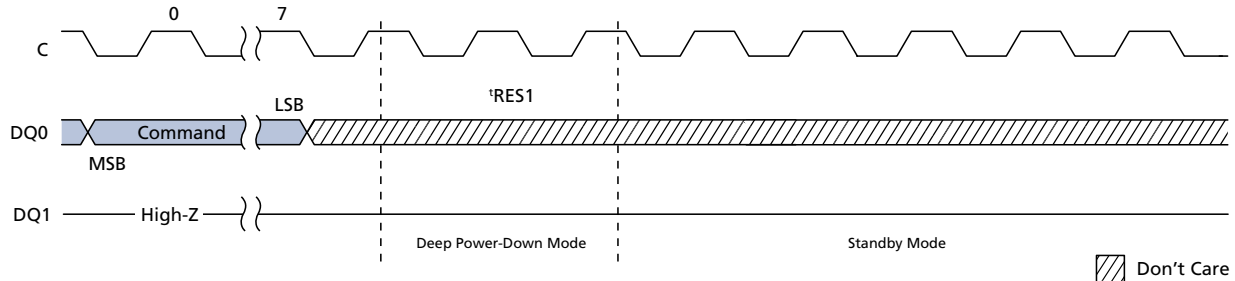 0 7
C
tRES1
LSB
DQ0 Command
MSB
DQ1 High-Z
Deep Power-Down Mode Standby Mode
Don't Care